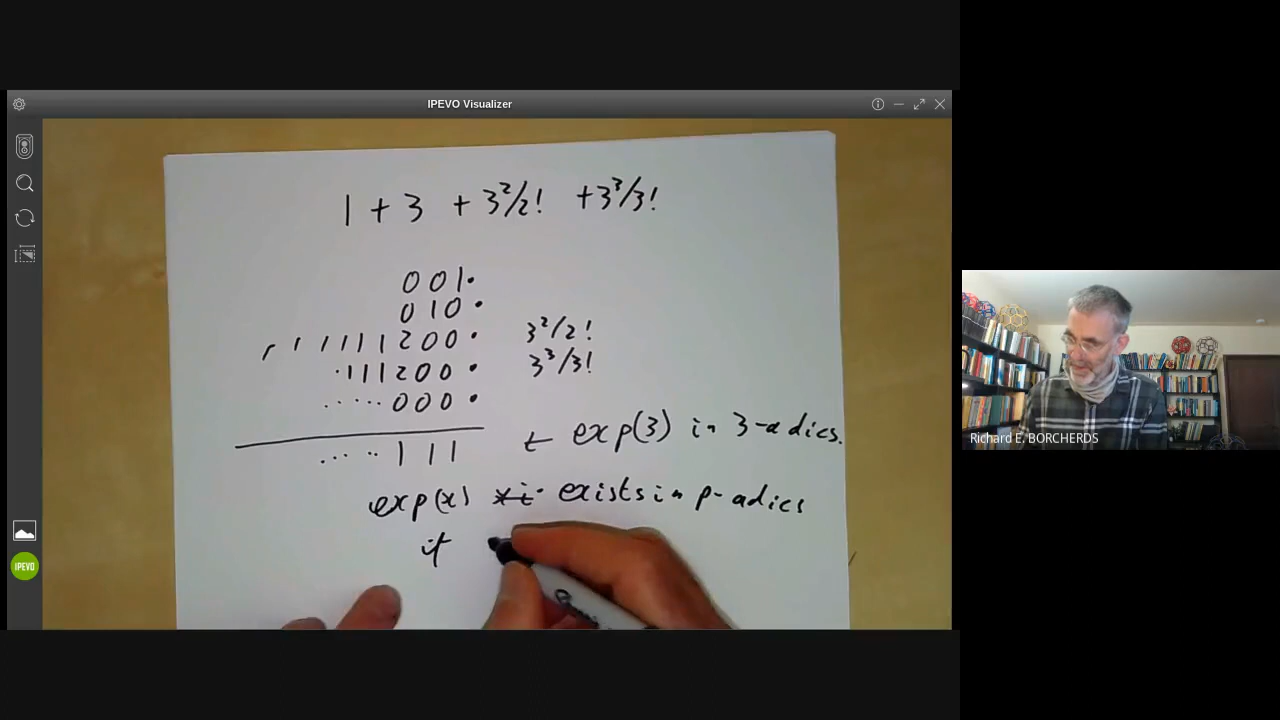 IPEVO Visualizer
1 + 3 + 3²/2! + 3³/3!
001.
010.
1111111200. 3²/2!
.111200. 3³/3!
.....000.
..... 111 ← exp(3) in 3-adics.
exp(x) exists in p-adics
if
IPEVO
Richard E. BORCHERDS